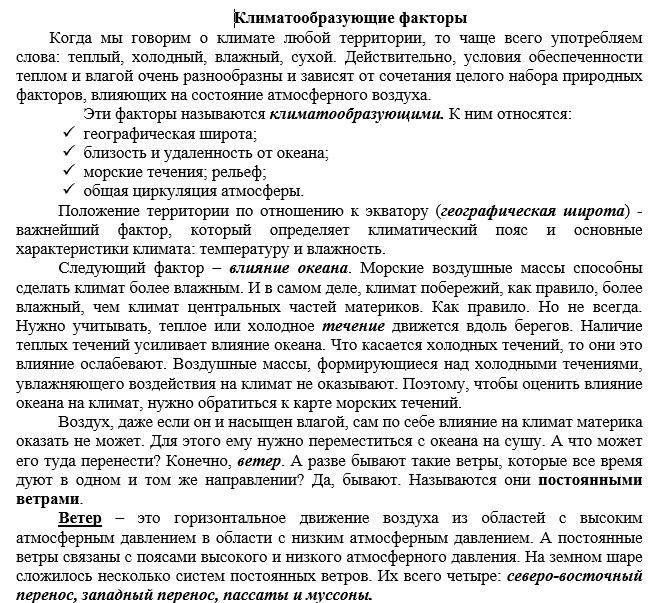 Климатообразующие факторы
Когда мы говорим о климате любой территории, то чаще всего употребляем
слова: теплый, холодный, влажный, сухой. Действительно, условия обеспеченности
теплом и влагой очень разнообразны и зависят от сочетания целого набора природных
факторов, влияющих на состояние атмосферного воздуха.
Эти факторы называются климатообразующими. К ним относятся:
✓ географическая широта;
✓ близость и удаленность от океана;
✓ морские течения; рельеф;
✓ общая циркуляция атмосферы.
Положение территории по отношению к экватору (географическая широта) -
важнейший фактор, который определяет климатический пояс и основные
характеристики климата: температуру и влажность.
Следующий фактор – влияние океана. Морские воздушные массы способны
сделать климат более влажным. И в самом деле, климат побережий, как правило, более
влажный, чем климат центральных частей материков. Как правило. Но не всегда.
Нужно учитывать, теплое или холодное течение движется вдоль берегов. Наличие
теплых течений усиливает влияние океана. Что касается холодных течений, то они это
влияние ослабевают. Воздушные массы, формирующиеся над холодными течениями,
увлажняющего воздействия на климат не оказывают. Поэтому, чтобы оценить влияние
океана на климат, нужно обратиться к карте морских течений.
Воздух, даже если он и насыщен влагой, сам по себе влияние на климат материка
оказать не может. Для этого ему нужно переместиться с океана на сушу. А что может
его туда перенести? Конечно, ветер. А разве бывают такие ветры, которые все время
дуют в одном и том же направлении? Да, бывают. Называются они постоянными
ветрами.
Ветер – это горизонтальное движение воздуха из областей с высоким
атмосферным давлением в области с низким атмосферным давлением. А постоянные
ветры связаны с поясами высокого и низкого атмосферного давления. На земном шаре
сложилось несколько систем постоянных ветров. Их всего четыре: северо-восточный
перенос, западный перенос, пассаты и муссоны.